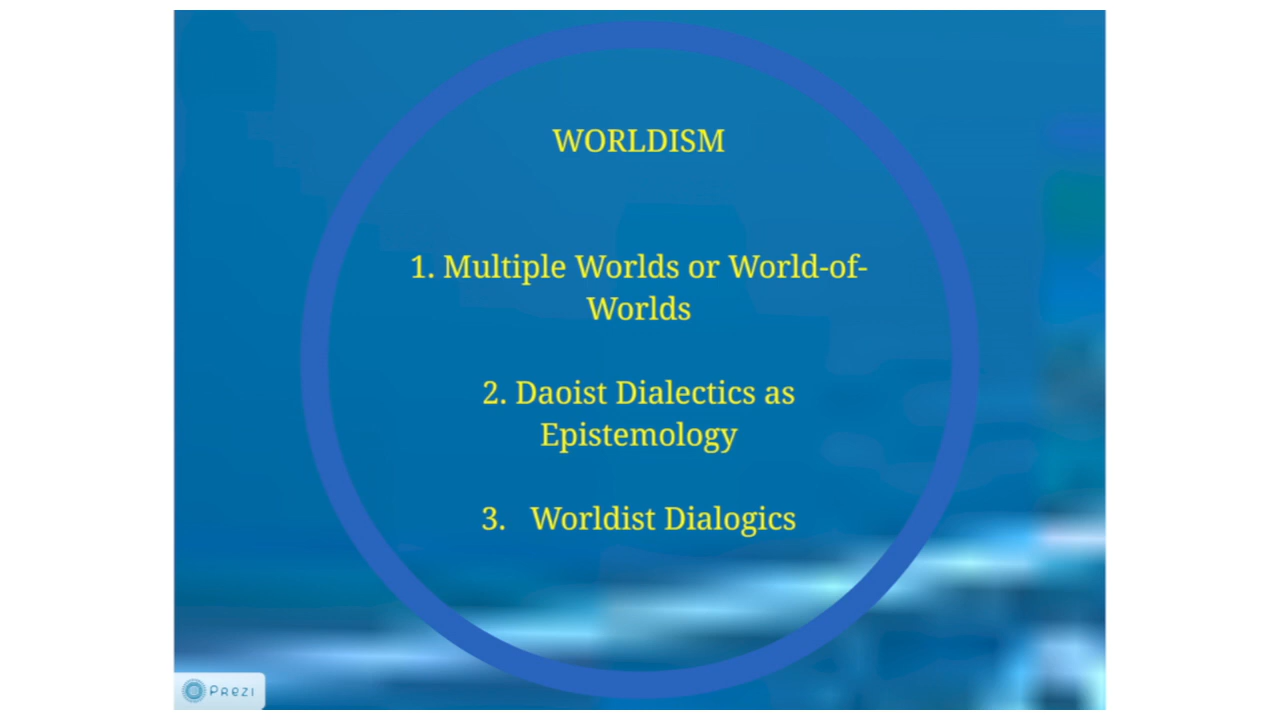 WORLDISM
1. Multiple Worlds or World-of-
Worlds
2. Daoist Dialectics as
Epistemology
3. Worldist Dialogics
Prezi